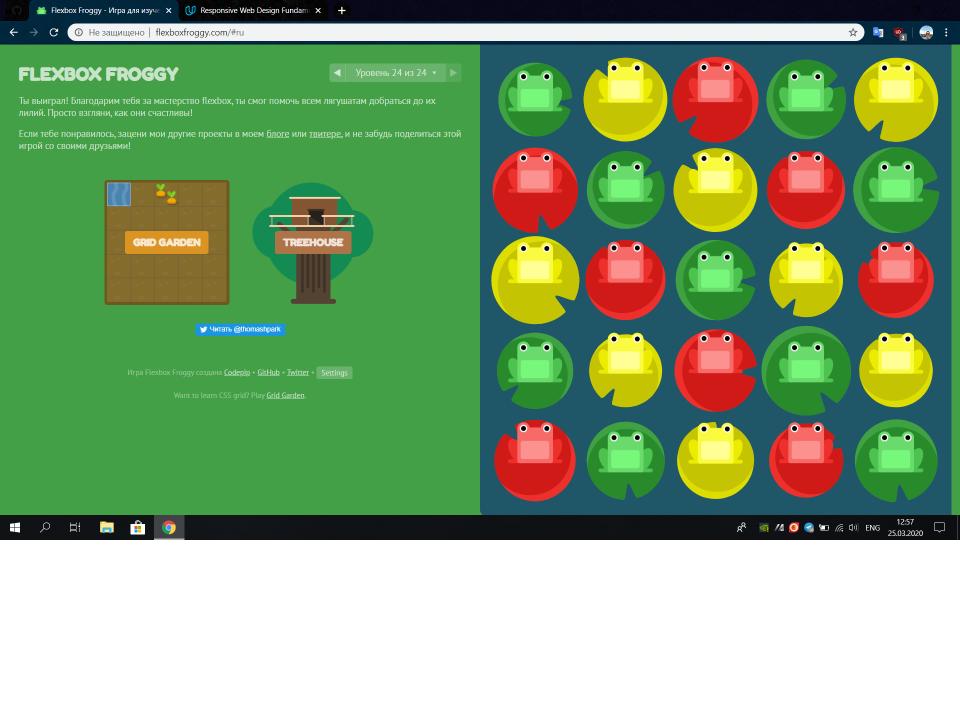 Flexbox Froggy - Игра для изуч
Responsive Web Design Fundam
Не защищено | flexboxfroggy.com/#ru
FLEXBOX FROGGY
Уровень 24 из 24
Ты выиграл! Благодарим тебя за мастерство flexbox, ты смог помочь всем лягушатам добраться до их
лилий. Просто взгляни, как они счастливы!
Если тебе понравилось, зацени мои другие проекты в моем блоге или твитере, и не забудь поделиться этой
игрой со своими друзьями!
GRID GARDEN
TREEHOUSE
Читать @thomashpark
Игра Flexbox Froggy создана Codepip • GitHub • Twitter • Settings
Want to learn CSS grid? Play Grid Garden.
ENG
12:57
25.03.2020